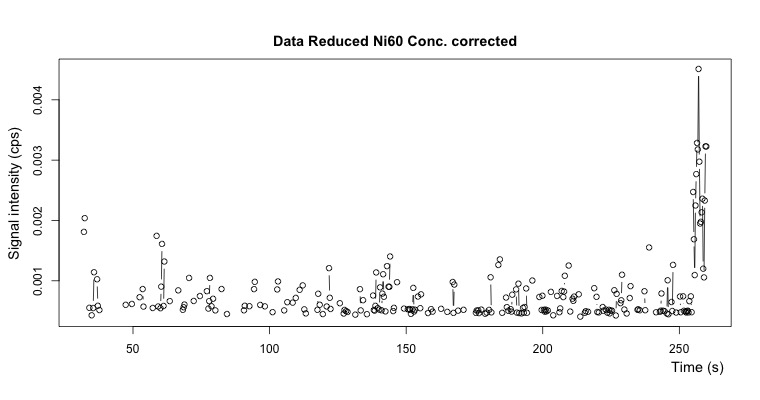 Data Reduced Ni60 Conc. corrected
Signal intensity (cps)
0.004
0.003
0.002
0.001
50 100 150 200 250
Time (s)